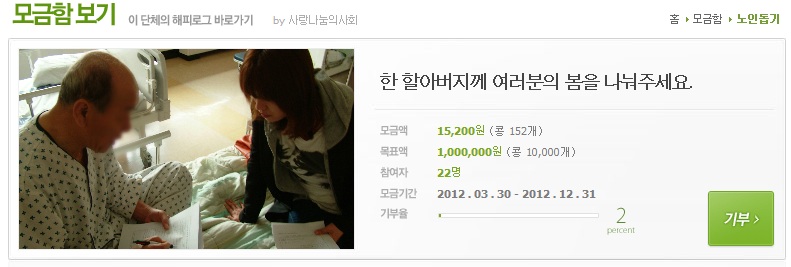 모금함 보기 이 단체의 해피로그 바로가기 by 사랑나눔의사회
홈 모금함 노인돕기
한 할아버지께 여러분의 봄을 나눠주세요.
모금액 15,200원 (콩 152개)
목표액 1,000,000원 (콩 10,000개)
참여자 22명
모금기간 2012 . 03 . 30 - 2012 . 12 . 31
기부율 2 percent
기부